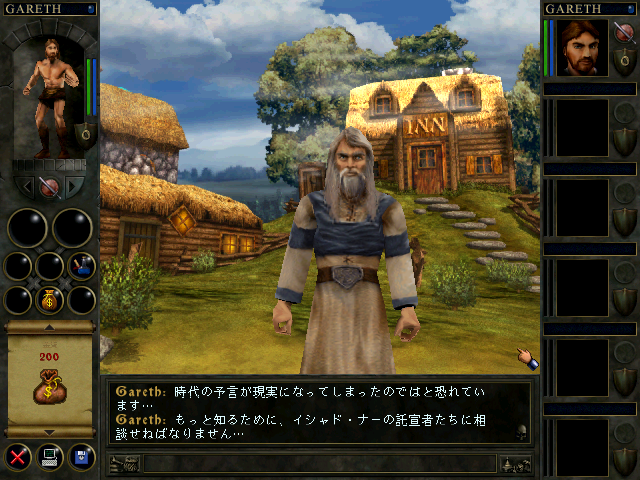 GARETH
GARETH
INN
200
Gareth: 時代の予言が現実になってしまったのではと恐れてい
ます…
Gareth: もっと知るために、イシャド・ナーの託宣者たちに相
談せねばなりません…